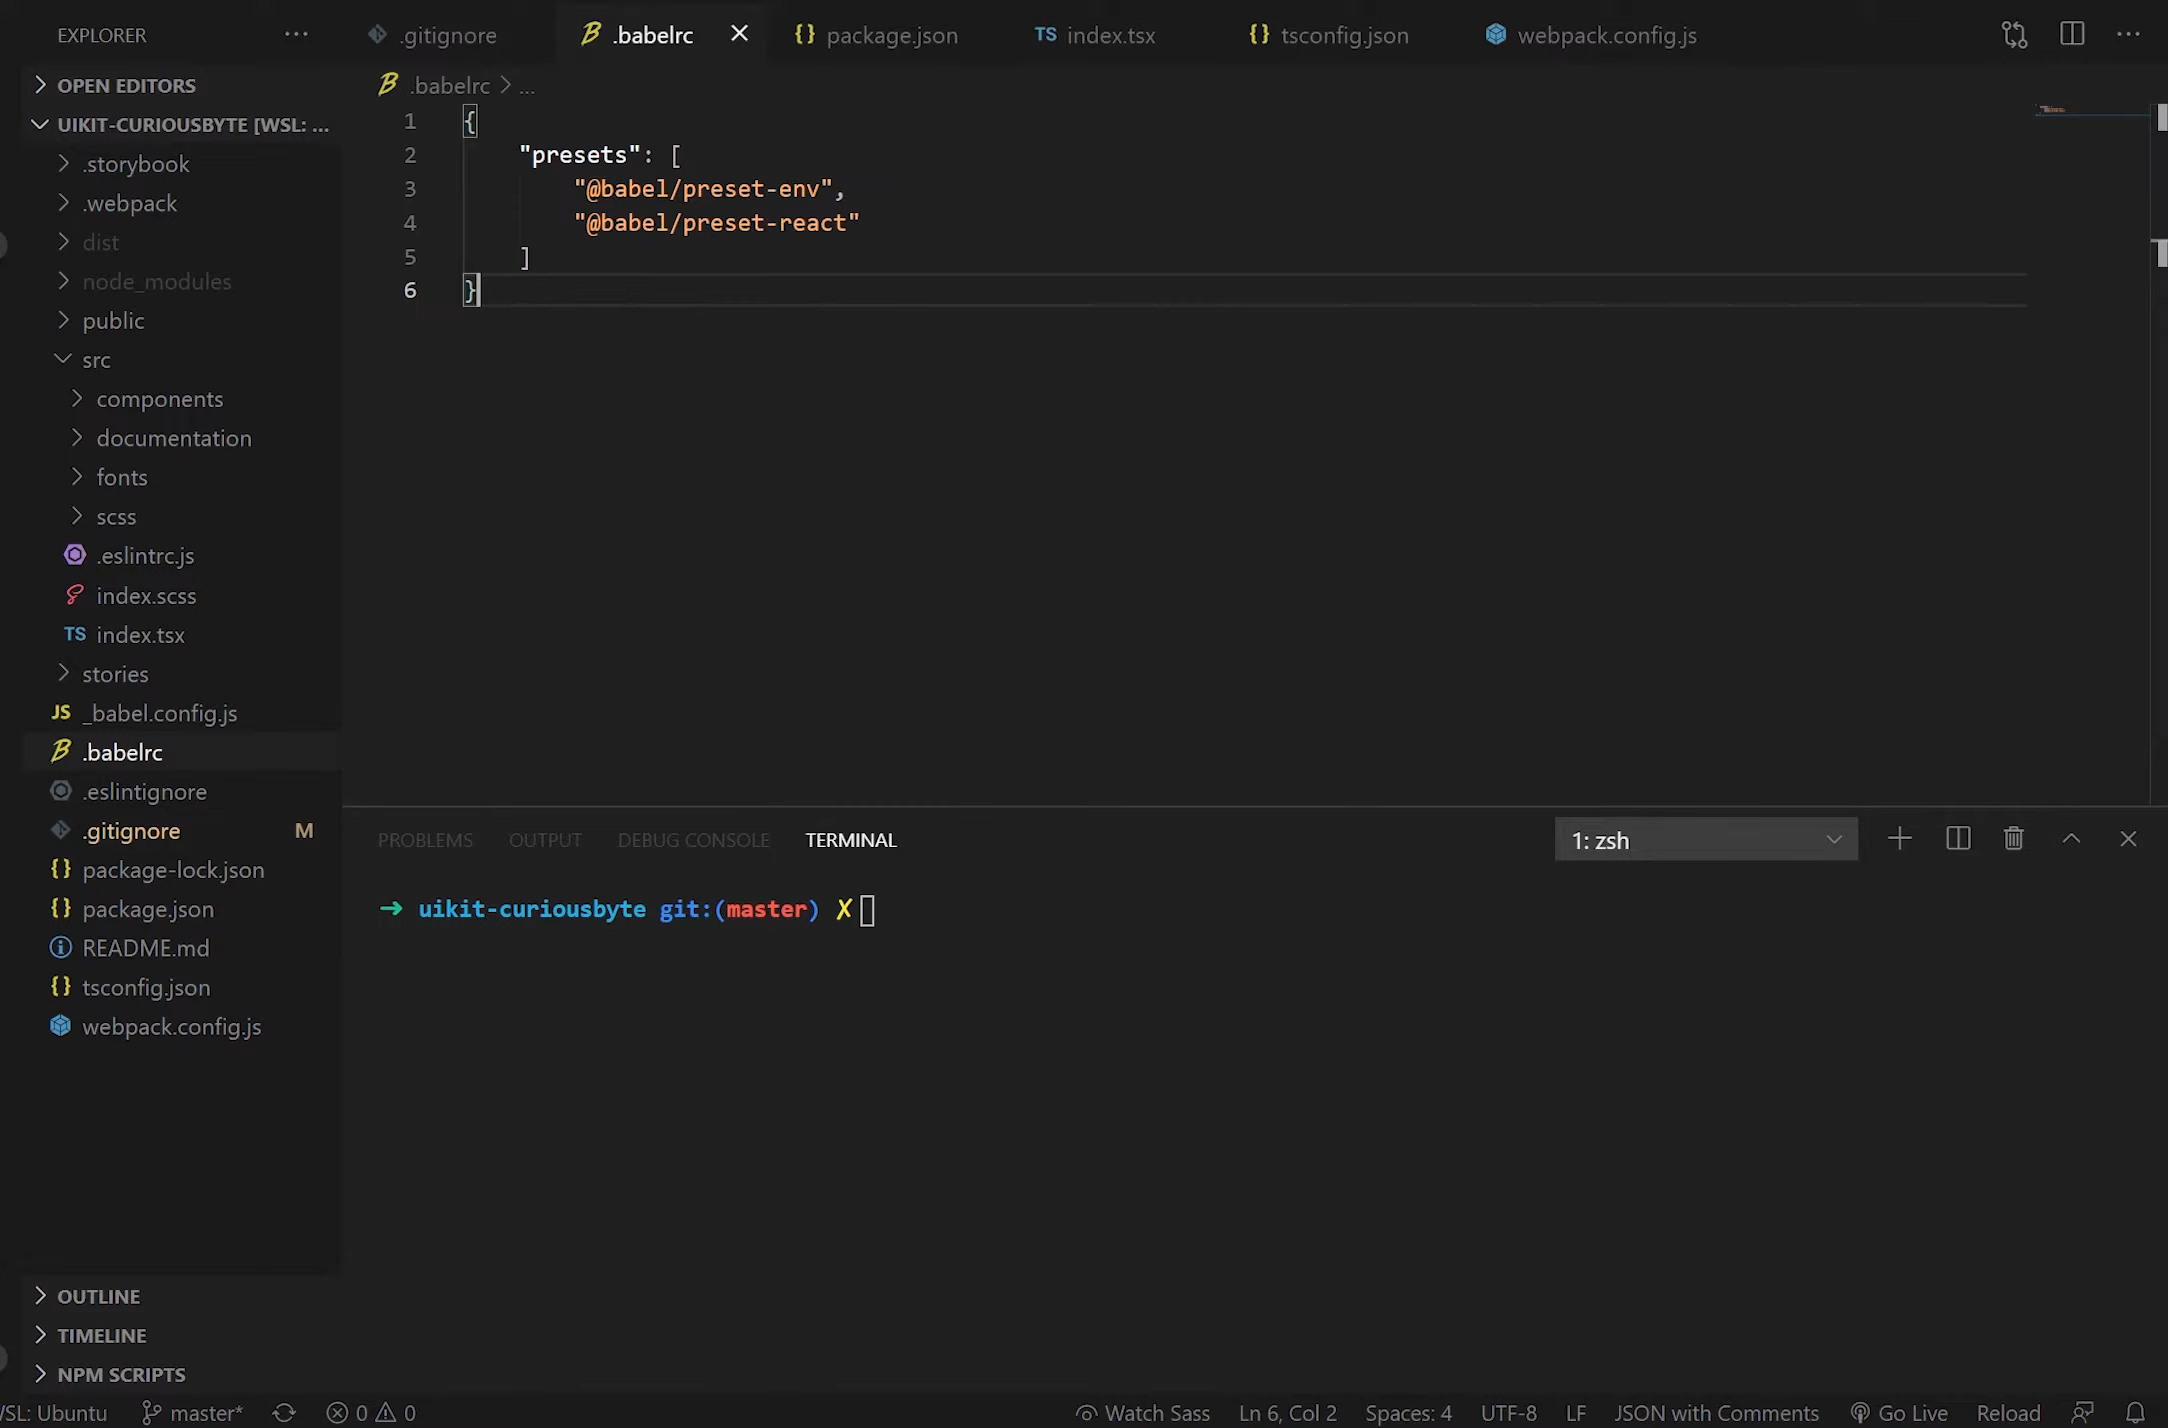 EXPLORER
.gitignore
.babelrc
package.json
TS index.tsx
{} tsconfig.json
webpack.config.js
OPEN EDITORS
UIKIT-CURIOUSBYTE [WSL: ...
.storybook
.webpack
dist
node_modules
public
src
components
documentation
fonts
scss
.eslintrc.js
index.scss
TS index.tsx
stories
JS _babel.config.js
.babelrc
.eslintignore
.gitignore M
{} package-lock.json
{} package.json
README.md
{} tsconfig.json
webpack.config.js
OUTLINE
TIMELINE
NPM SCRIPTS
.babelrc > ...
1 {
2 "presets": [
3 "@babel/preset-env",
4 "@babel/preset-react"
5 ]
6 }
PROBLEMS OUTPUT DEBUG CONSOLE TERMINAL
1: zsh
→ uikit-curiousbyte git:(master) ✗
WSL: Ubuntu master* 0 0 Watch Sass Ln 6, Col 2 Spaces: 4 UTF-8 LF JSON with Comments Go Live Reload